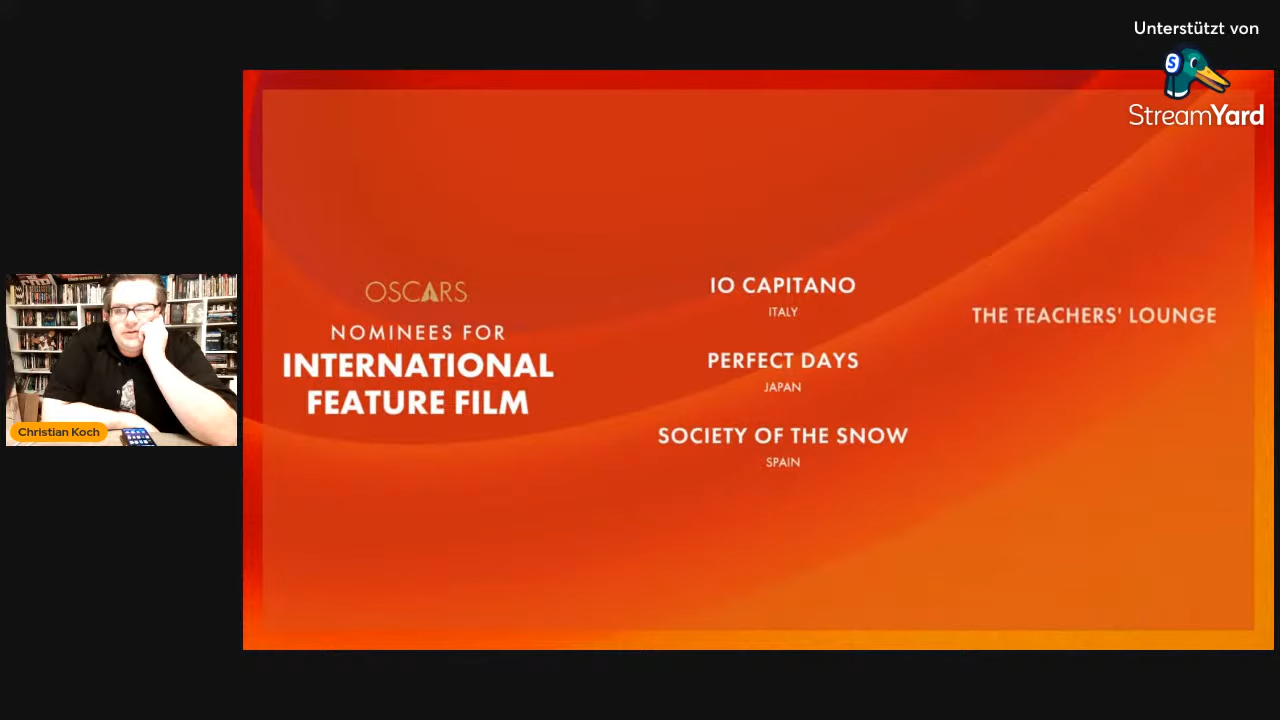 Unterstützt von
StreamYard
OSCARS
NOMINEES FOR
INTERNATIONAL
FEATURE FILM
IO CAPITANO
ITALY
PERFECT DAYS
JAPAN
SOCIETY OF THE SNOW
SPAIN
THE TEACHERS' LOUNGE
Christian Koch